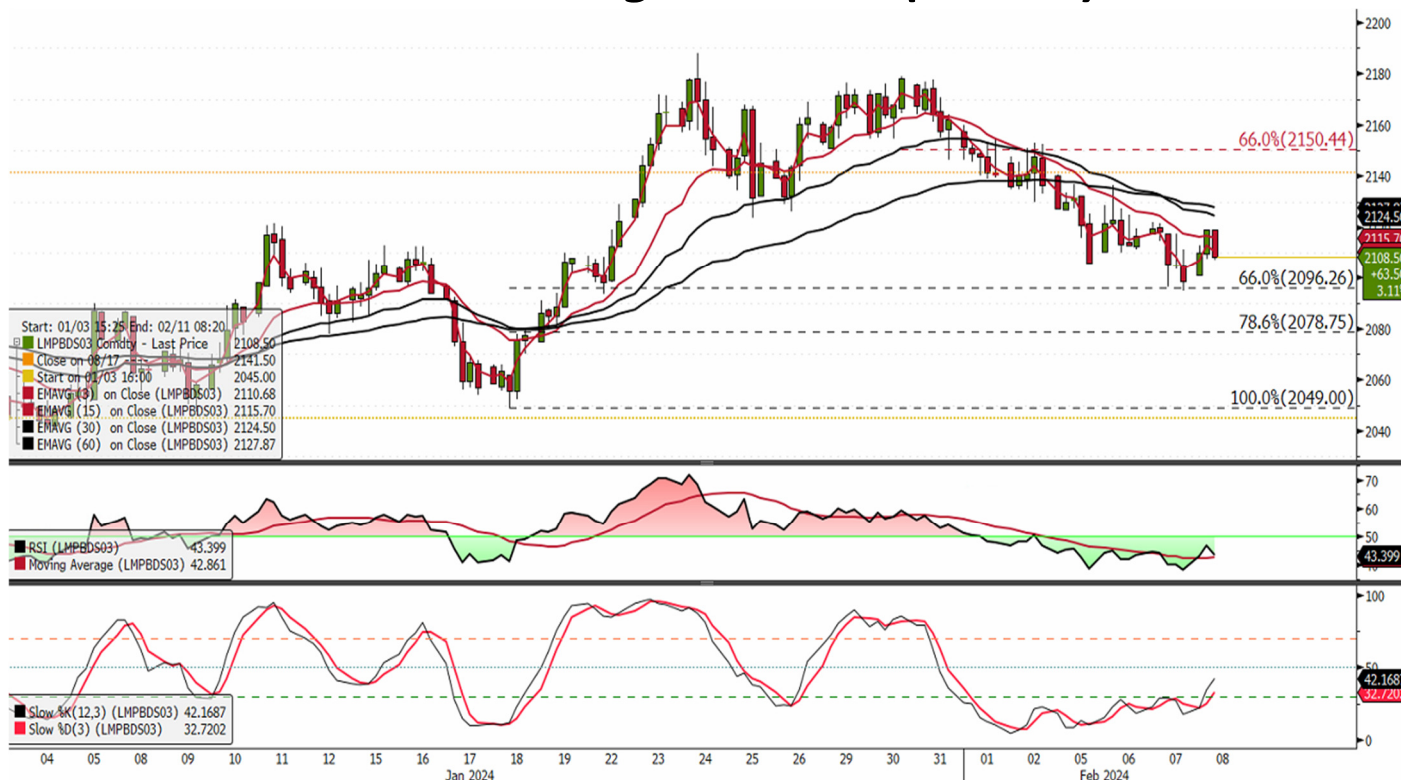 2200
2180
2160
2140
2080
2060
2040
66.0%(2150.44)
66.0%(2096.26)
78.6%(2078.75)
100.0%(2049.00)
2124.50
2115.70
2108.50
+63.50
3.11%
Start: 01/03 15:25 End: 02/11 08:20
LMPBDS03 Comdty - Last Price 2108.50
Close on 08/17 ---- 2141.50
Start on 01/03 16:00 2045.00
EMAVG (3) on Close (LMPBDS03) 2110.68
EMAVG (15) on Close (LMPBDS03) 2115.70
EMAVG (30) on Close (LMPBDS03) 2124.50
EMAVG (60) on Close (LMPBDS03) 2127.87
70
60
50
43.399
RSI (LMPBDS03) 43.399
Moving Average (LMPBDS03) 42.861
100
50
42.1687
32.7202
0
Slow %K(12,3) (LMPBDS03) 42.1687
Slow %D(3) (LMPBDS03) 32.7202
04 05 08 09 10 11 12 15 16 17 18 19 22 23 24 25 26 29 30 31 01 02 05 06 07 08
Jan 2024 Feb 2024